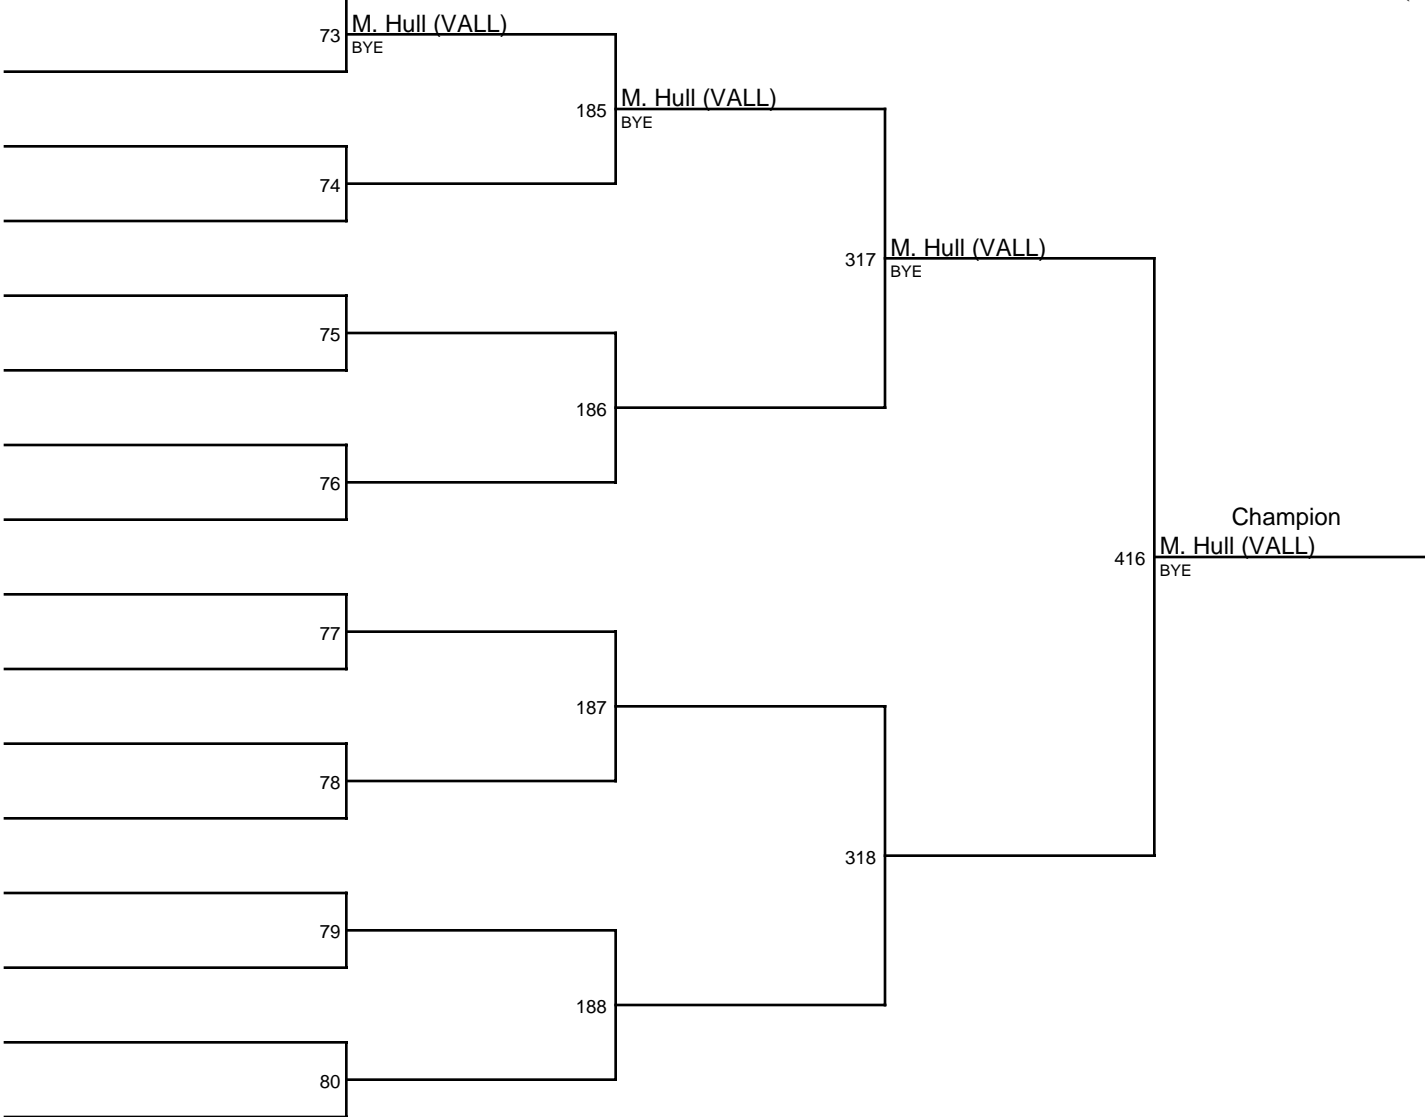 73 M. Hull (VALL)
BYE
185 M. Hull (VALL)
BYE
74
317 M. Hull (VALL)
BYE
75
186
76
Champion
416 M. Hull (VALL)
BYE
77
187
78
318
79
188
80